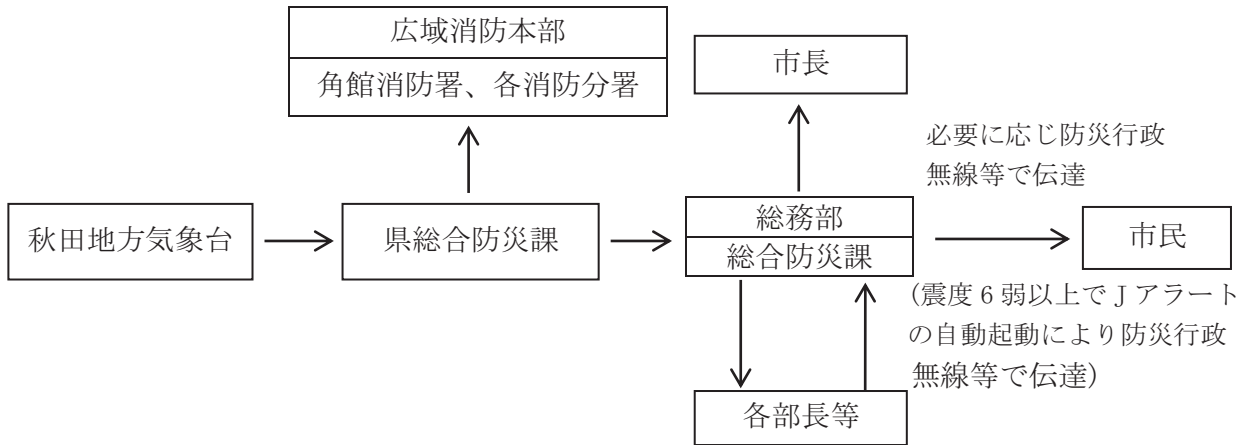 広域消防本部
角館消防署、各消防分署
市長
必要に応じ防災行政
無線等で伝達
秋田地方気象台
県総合防災課
総務部
総合防災課
市民
(震度 6 弱以上で J アラート
の自動起動により防災行政
無線等で伝達)
各部長等